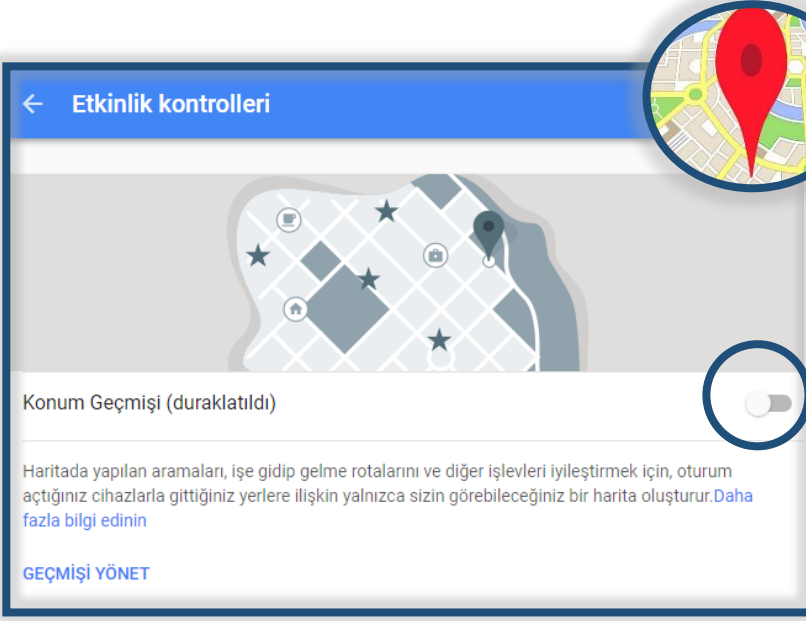 Etkinlik kontrolleri
Konum Geçmişi (duraklatıldı)
Haritada yapılan aramaları, işe gidip gelme rotalarını ve diğer işlevleri iyileştirmek için, oturum
açtığınız cihazlarla gittiğiniz yerlere ilişkin yalnızca sizin görebileceğiniz bir harita oluşturur.Daha
fazla bilgi edinin
GEÇMİŞİ YÖNET